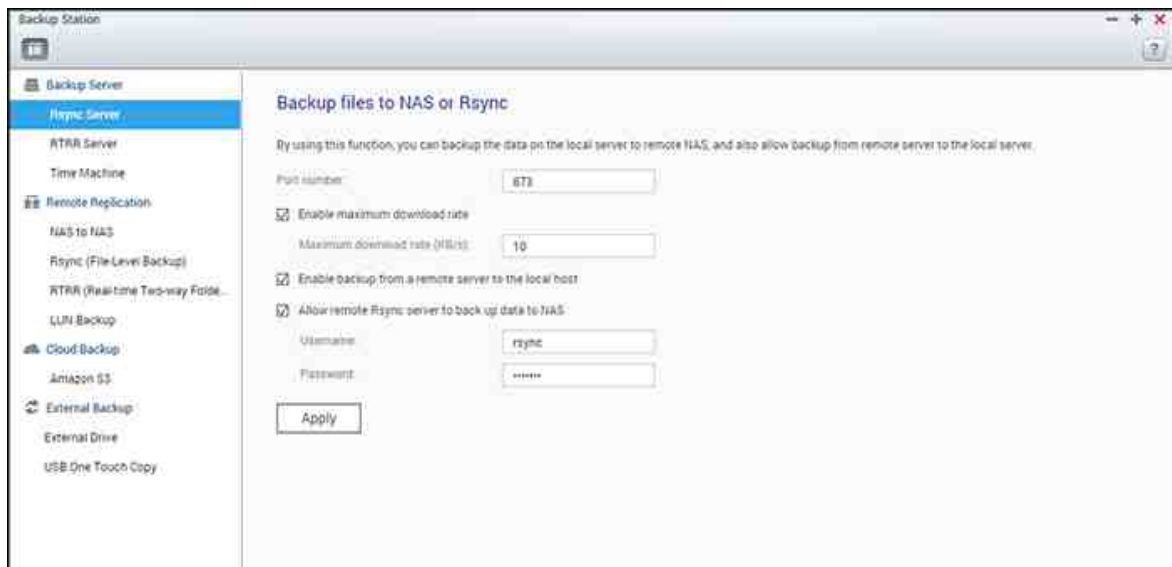 Backup Station
Backup Server
Rsync Server
RTRR Server
Time Machine
Remote Replication
NAS to NAS
Rsync (File-Level Backup)
RTRR (Real-time Two-way Folde...
LUN Backup
Cloud Backup
Amazon S3
External Backup
External Drive
USB One Touch Copy
Backup files to NAS or Rsync
By using this function, you can backup the data on the local server to remote NAS, and also allow backup from remote server to the local server.
Port number: 873
Enable maximum download rate
Maximum download rate (KB/s): 10
Enable backup from a remote server to the local host
Allow remote Rsync server to back up data to NAS
Username: rsync
Password: •••••••
Apply
?